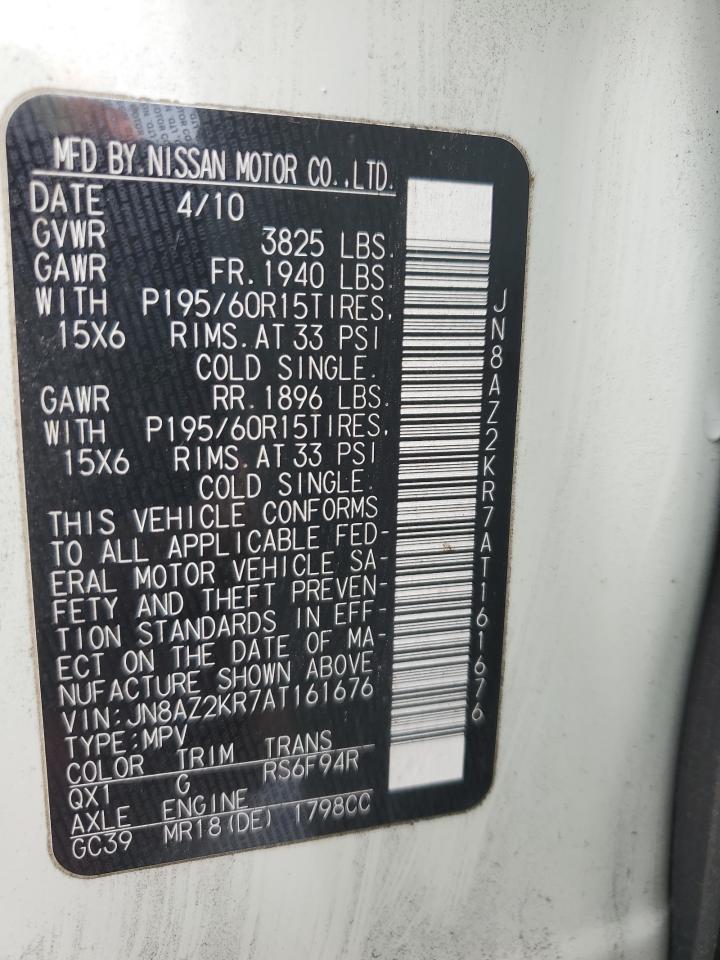 MFD BY NISSAN MOTOR CO.,LTD.
DATE 4/10
GVWR 3825 LBS.
GAWR FR. 1940 LBS.
WITH P195/60R15TIRES,
15X6 RIMS. AT 33 PSI
COLD SINGLE.
GAWR RR. 1896 LBS.
WITH P195/60R15TIRES,
15X6 RIMS. AT 33 PSI
COLD SINGLE.
THIS VEHICLE CONFORMS
TO ALL APPLICABLE FED-
ERAL MOTOR VEHICLE SA-
FETY AND THEFT PREVEN-
TION STANDARDS IN EFF-
ECT ON THE DATE OF MA-
NUFACTURE SHOWN ABOVE
VIN:JN8AZ2KR7AT161676
TYPE:MPV
COLOR TRIM TRANS
QX1 G RS6F94R
AXLE ENGINE
GC39 MR18(DE) 1798CC
JN8AZ2KR7AT161676